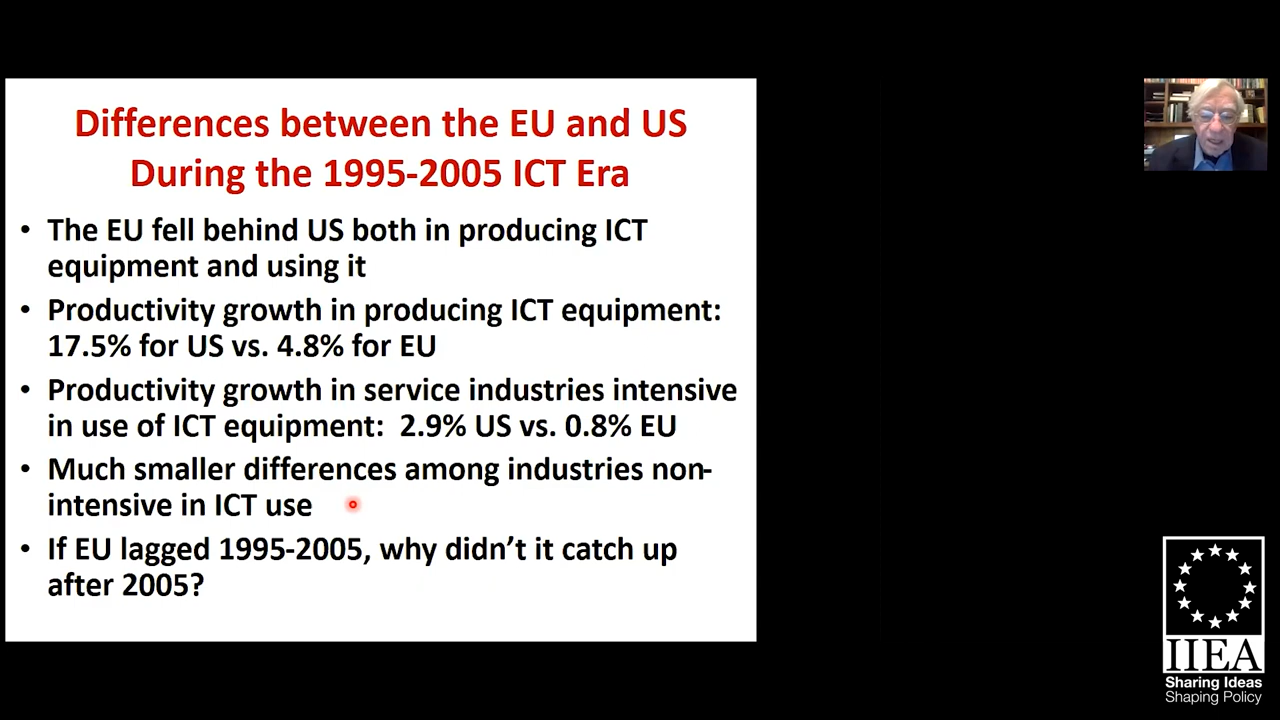 Differences between the EU and US
During the 1995-2005 ICT Era
• The EU fell behind US both in producing ICT
equipment and using it
• Productivity growth in producing ICT equipment:
17.5% for US vs. 4.8% for EU
• Productivity growth in service industries intensive
in use of ICT equipment:  2.9% US vs. 0.8% EU
• Much smaller differences among industries non-
intensive in ICT use
• If EU lagged 1995-2005, why didn’t it catch up
after 2005?
IIEA
Sharing Ideas
Shaping Policy